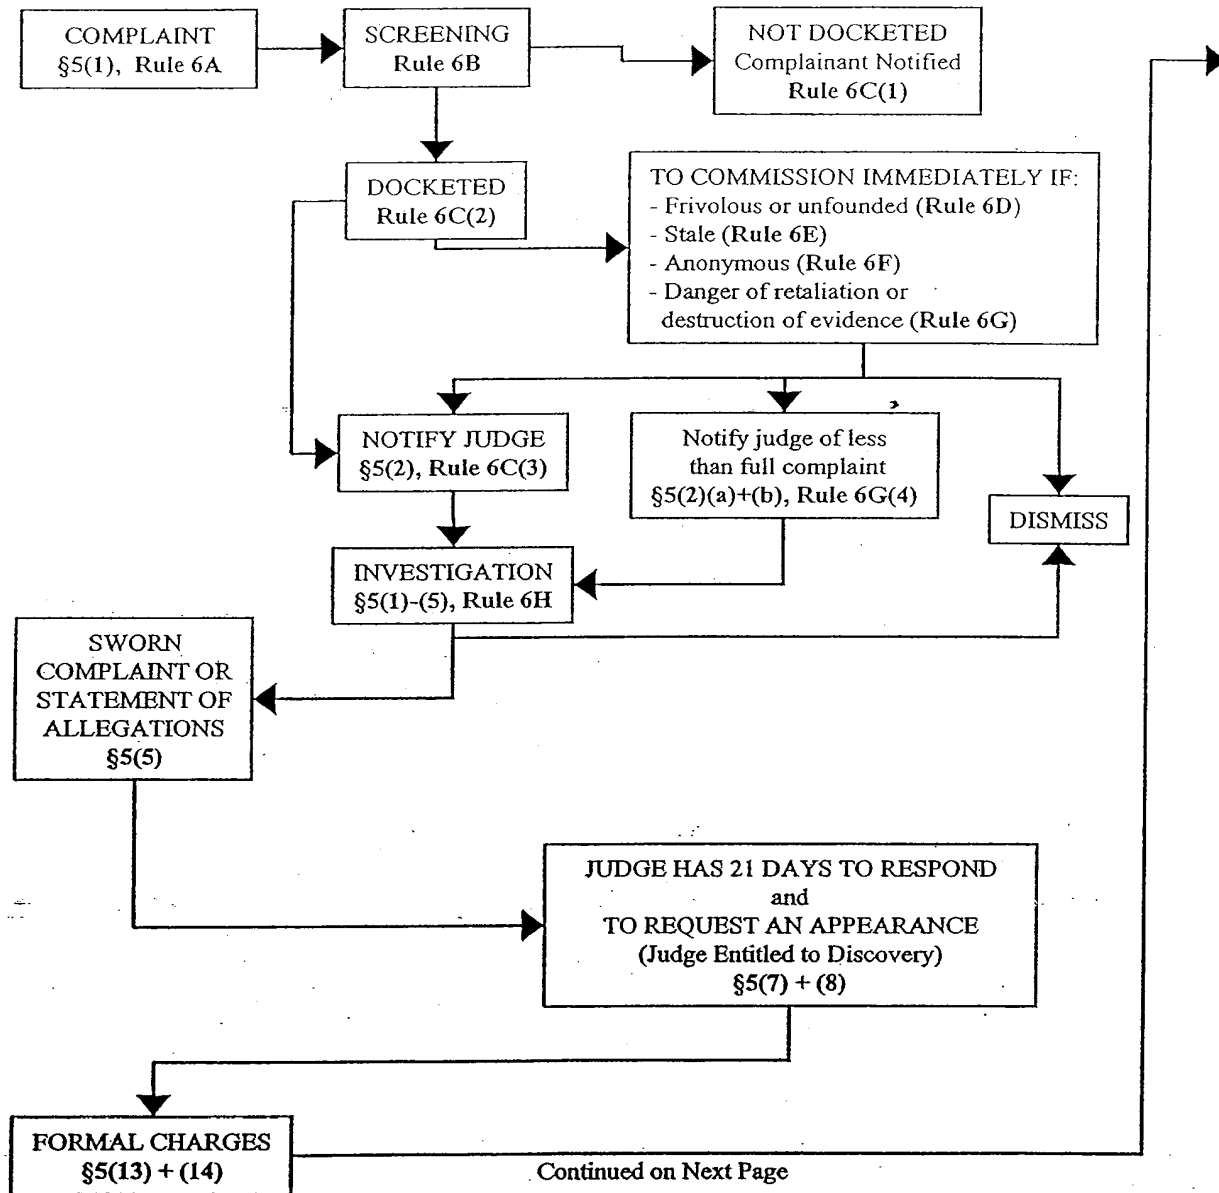 COMPLAINT
§5(1), Rule 6A
SCREENING
Rule 6B
NOT DOCKETED
Complainant Notified
Rule 6C(1)
DOCKETED
Rule 6C(2)
TO COMMISSION IMMEDIATELY IF:
- Frivolous or unfounded (Rule 6D)
- Stale (Rule 6E)
- Anonymous (Rule 6F)
- Danger of retaliation or
destruction of evidence (Rule 6G)
NOTIFY JUDGE
§5(2), Rule 6C(3)
Notify judge of less
than full complaint
§5(2)(a)+(b), Rule 6G(4)
DISMISS
INVESTIGATION
§5(1)-(5), Rule 6H
SWORN
COMPLAINT OR
STATEMENT OF
ALLEGATIONS
§5(5)
JUDGE HAS 21 DAYS TO RESPOND
and
TO REQUEST AN APPEARANCE
(Judge Entitled to Discovery)
§5(7) + (8)
FORMAL CHARGES
§5(13) + (14)
Continued on Next Page